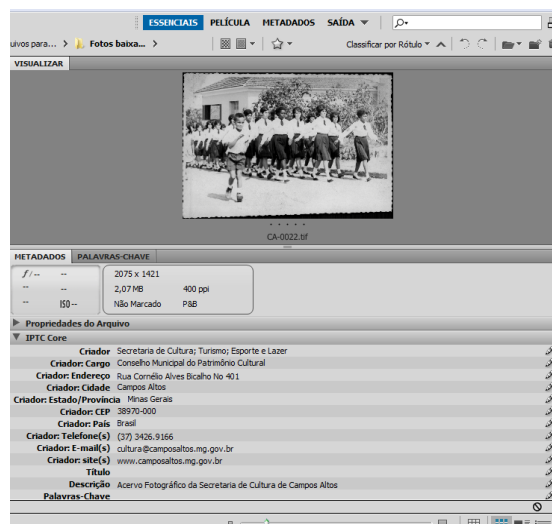 ESSENCIAIS PELÍCULA METADADOS SAÍDA
uivos para... > Fotos baixa... > Classificar por Rótulo
VISUALIZAR
CA-0022.tif
METADADOS PALAVRAS-CHAVE
f/-- -- 2075 x 1421
-- -- 2,07 MB 400 ppi
-- ISO -- Não Marcado P&B
Propriedades do Arquivo
IPTC Core
Criador Secretaria de Cultura; Turismo; Esporte e Lazer
Criador: Cargo Conselho Municipal do Patrimônio Cultural
Criador: Endereço Rua Cornélio Alves Bicalho No 401
Criador: Cidade Campos Altos
Criador: Estado/Província Minas Gerais
Criador: CEP 38970-000
Criador: País Brasil
Criador: Telefone(s) (37) 3426.9166
Criador: E-mail(s) cultura@camposaltos.mg.gov.br
Criador: site(s) www.camposaltos.mg.gov.br
Título
Descrição Acervo Fotográfico da Secretaria de Cultura de Campos Altos
Palavras-Chave